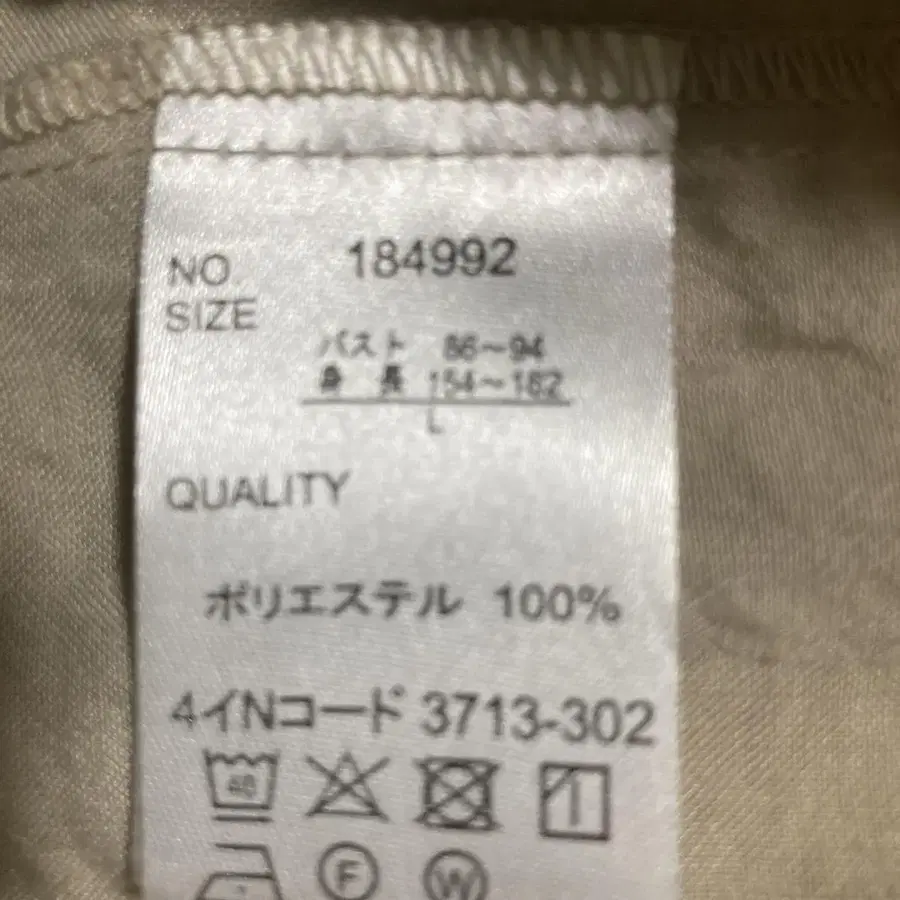 NO. 184992
SIZE
バスト 86~94
身長 154~162
L
QUALITY
ポリエステル 100%
4イNコード 3713-302
40
F W